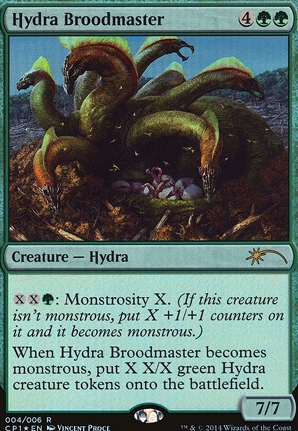 Hydra Broodmaster 4
Creature — Hydra
X X : Monstrosity X. (If this creature
isn't monstrous, put X +1/+1 counters on
it and it becomes monstrous.)
When Hydra Broodmaster becomes
monstrous, put X X/X green Hydra
creature tokens onto the battlefield.
7/7
004/006 R
CP1 ★ EN Vincent Proce
™ & © 2014 Wizards of the Coast